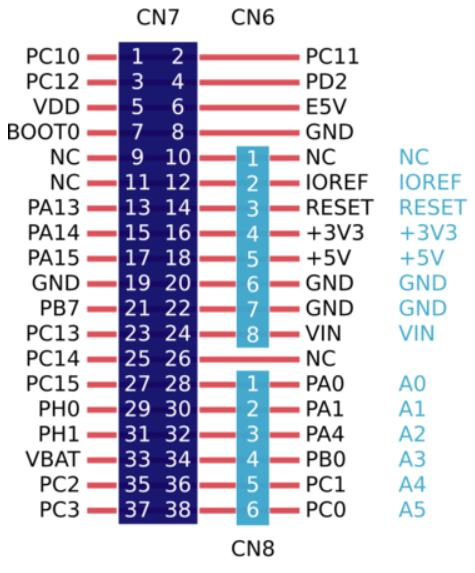 CN7 CN6
PC10 1 2 PC11
PC12 3 4 PD2
VDD 5 6 E5V
BOOT0 7 8 GND
NC 9 10 1 NC NC
NC 11 12 2 IOREF IOREF
PA13 13 14 3 RESET RESET
PA14 15 16 4 +3V3 +3V3
PA15 17 18 5 +5V +5V
GND 19 20 6 GND GND
PB7 21 22 7 GND GND
PC13 23 24 8 VIN VIN
PC14 25 26 NC
PC15 27 28 1 PA0 A0
PH0 29 30 2 PA1 A1
PH1 31 32 3 PA4 A2
VBAT 33 34 4 PB0 A3
PC2 35 36 5 PC1 A4
PC3 37 38 6 PC0 A5
CN8